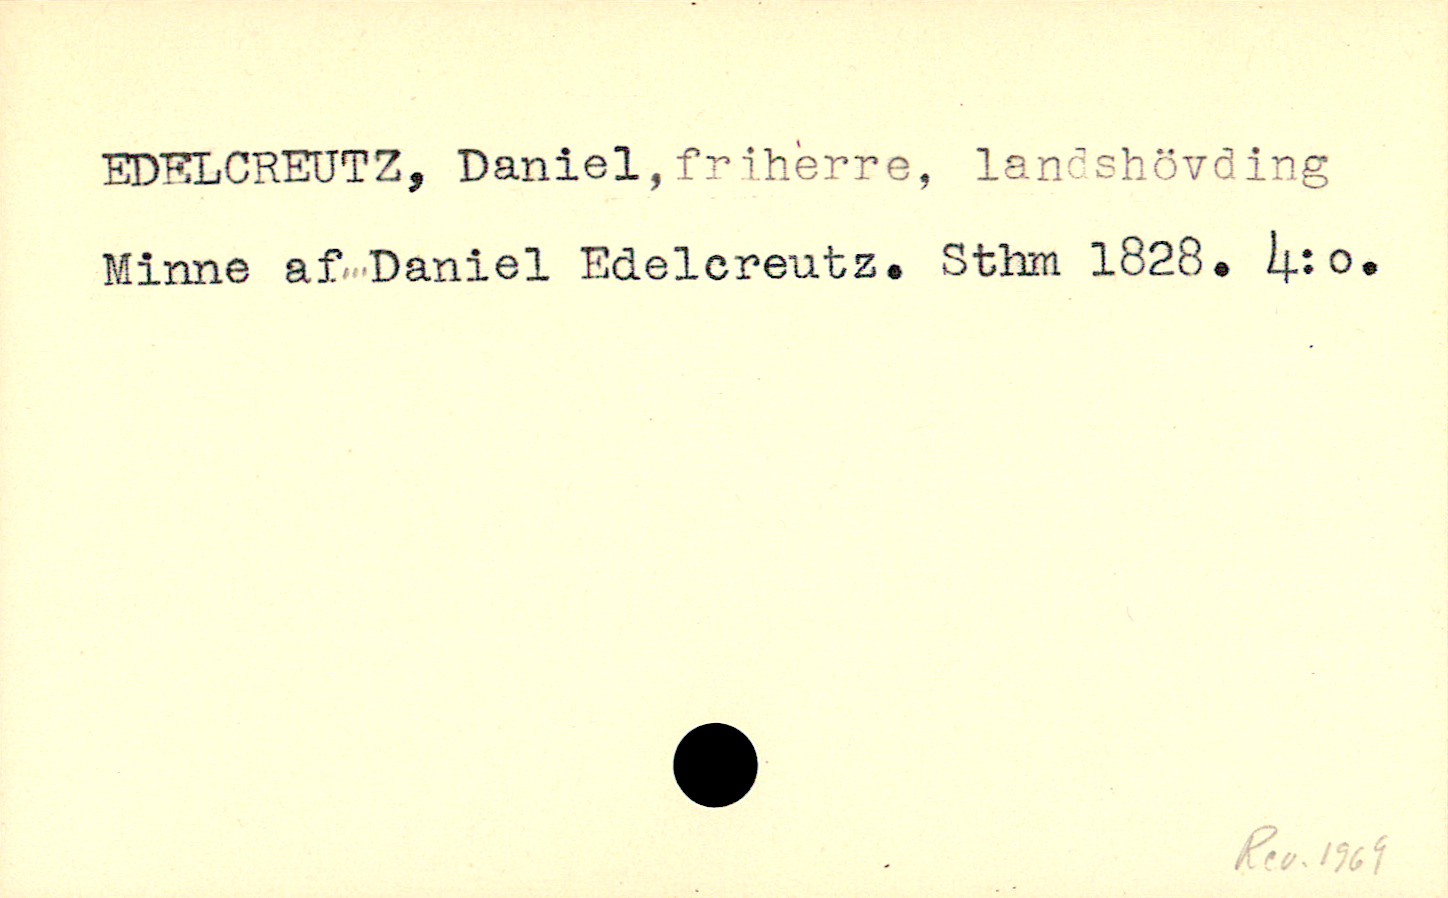 EDELCREUTZ, Daniel, friherre, landshövding
Minne af Daniel Edelcreutz. Sthm 1828. 4:o.
Rev. 1969